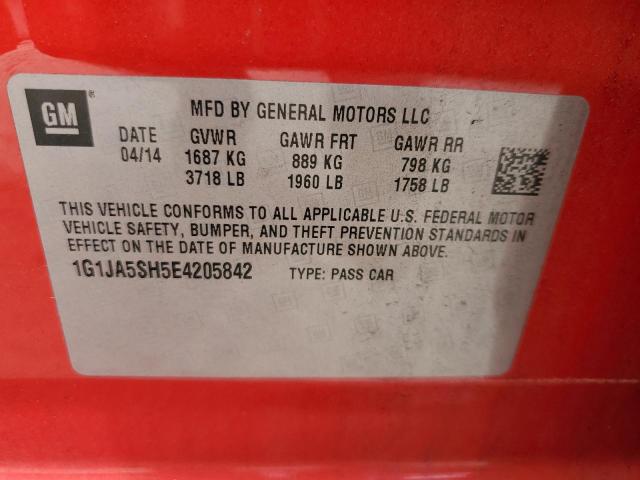 GM ® MFD BY GENERAL MOTORS LLC
DATE GVWR GAWR FRT GAWR RR
04/14 1687 KG 889 KG 798 KG
3718 LB 1960 LB 1758 LB
THIS VEHICLE CONFORMS TO ALL APPLICABLE U.S. FEDERAL MOTOR
VEHICLE SAFETY, BUMPER, AND THEFT PREVENTION STANDARDS IN
EFFECT ON THE DATE OF MANUFACTURE SHOWN ABOVE.
1G1JA5SH5E4205842 TYPE: PASS CAR